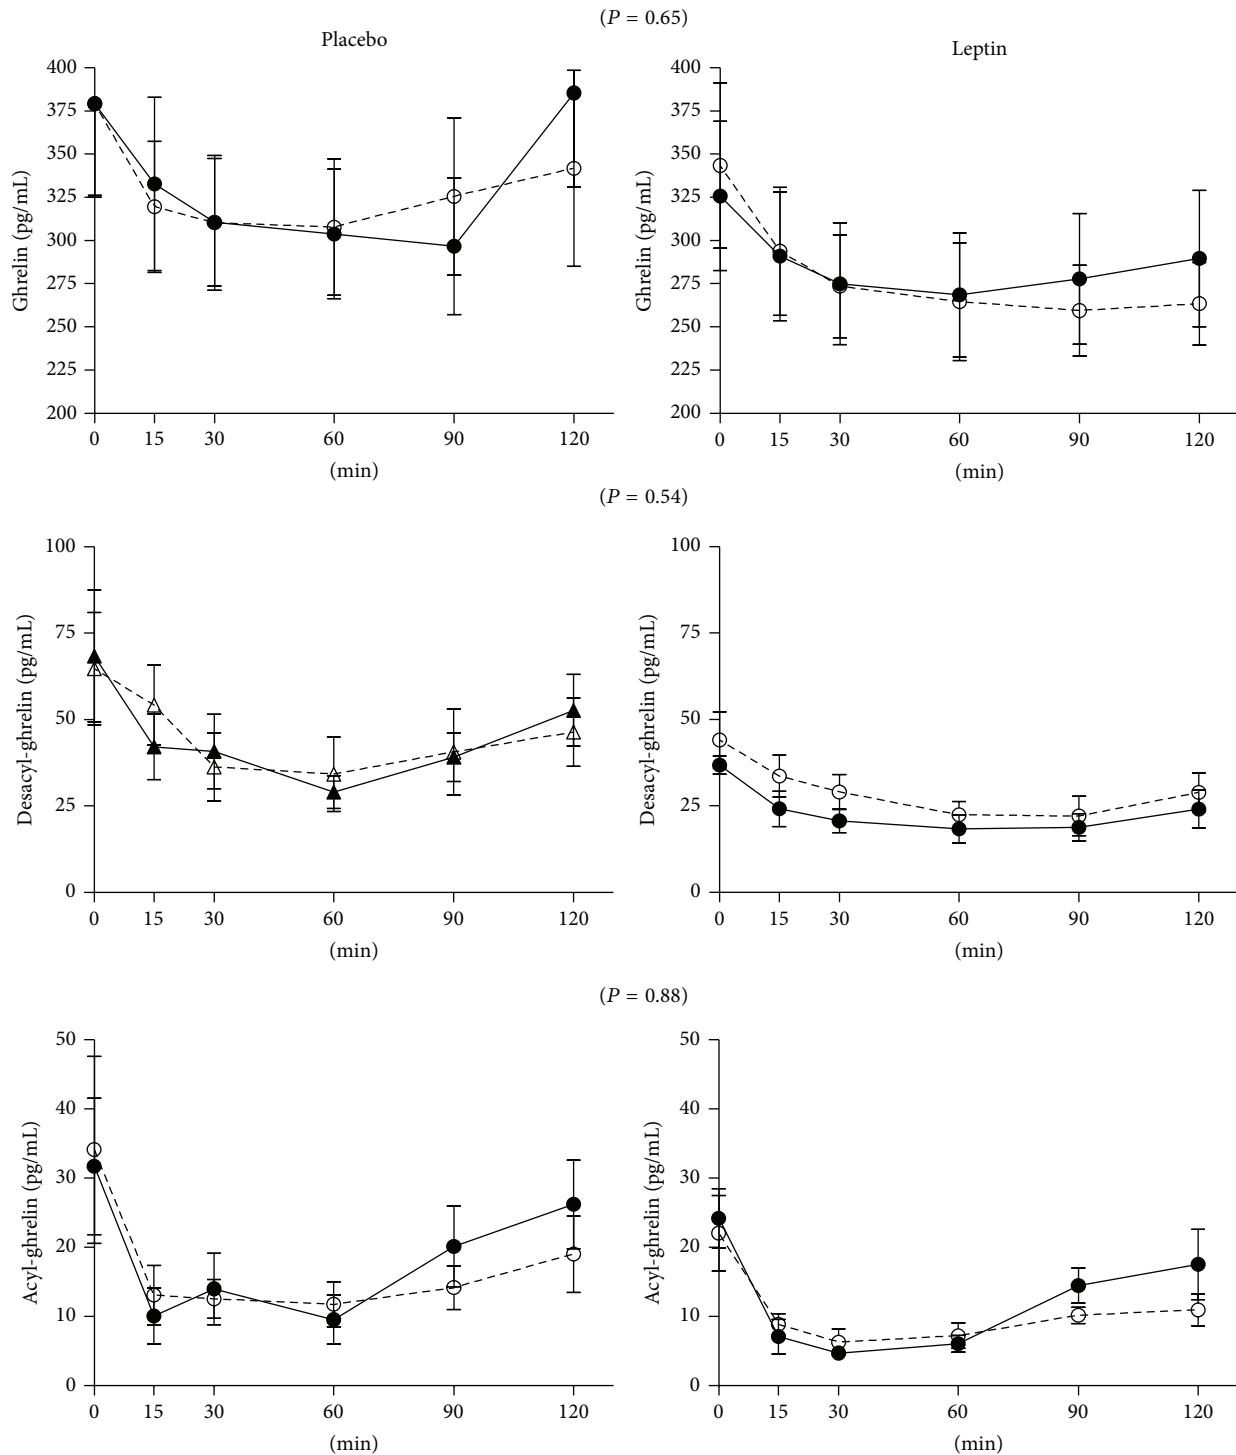 (P = 0.65)
Placebo
Leptin
Ghrelin (pg/mL)
400
375
350
325
300
275
250
225
200
0 15 30 60 90 120
(min)
Ghrelin (pg/mL)
400
375
350
325
300
275
250
225
200
0 15 30 60 90 120
(min)
(P = 0.54)
Desacyl-ghrelin (pg/mL)
100
75
50
25
0
0 15 30 60 90 120
(min)
Desacyl-ghrelin (pg/mL)
100
75
50
25
0
0 15 30 60 90 120
(min)
(P = 0.88)
Acyl-ghrelin (pg/mL)
50
40
30
20
10
0
0 15 30 60 90 120
(min)
Acyl-ghrelin (pg/mL)
50
40
30
20
10
0
0 15 30 60 90 120
(min)